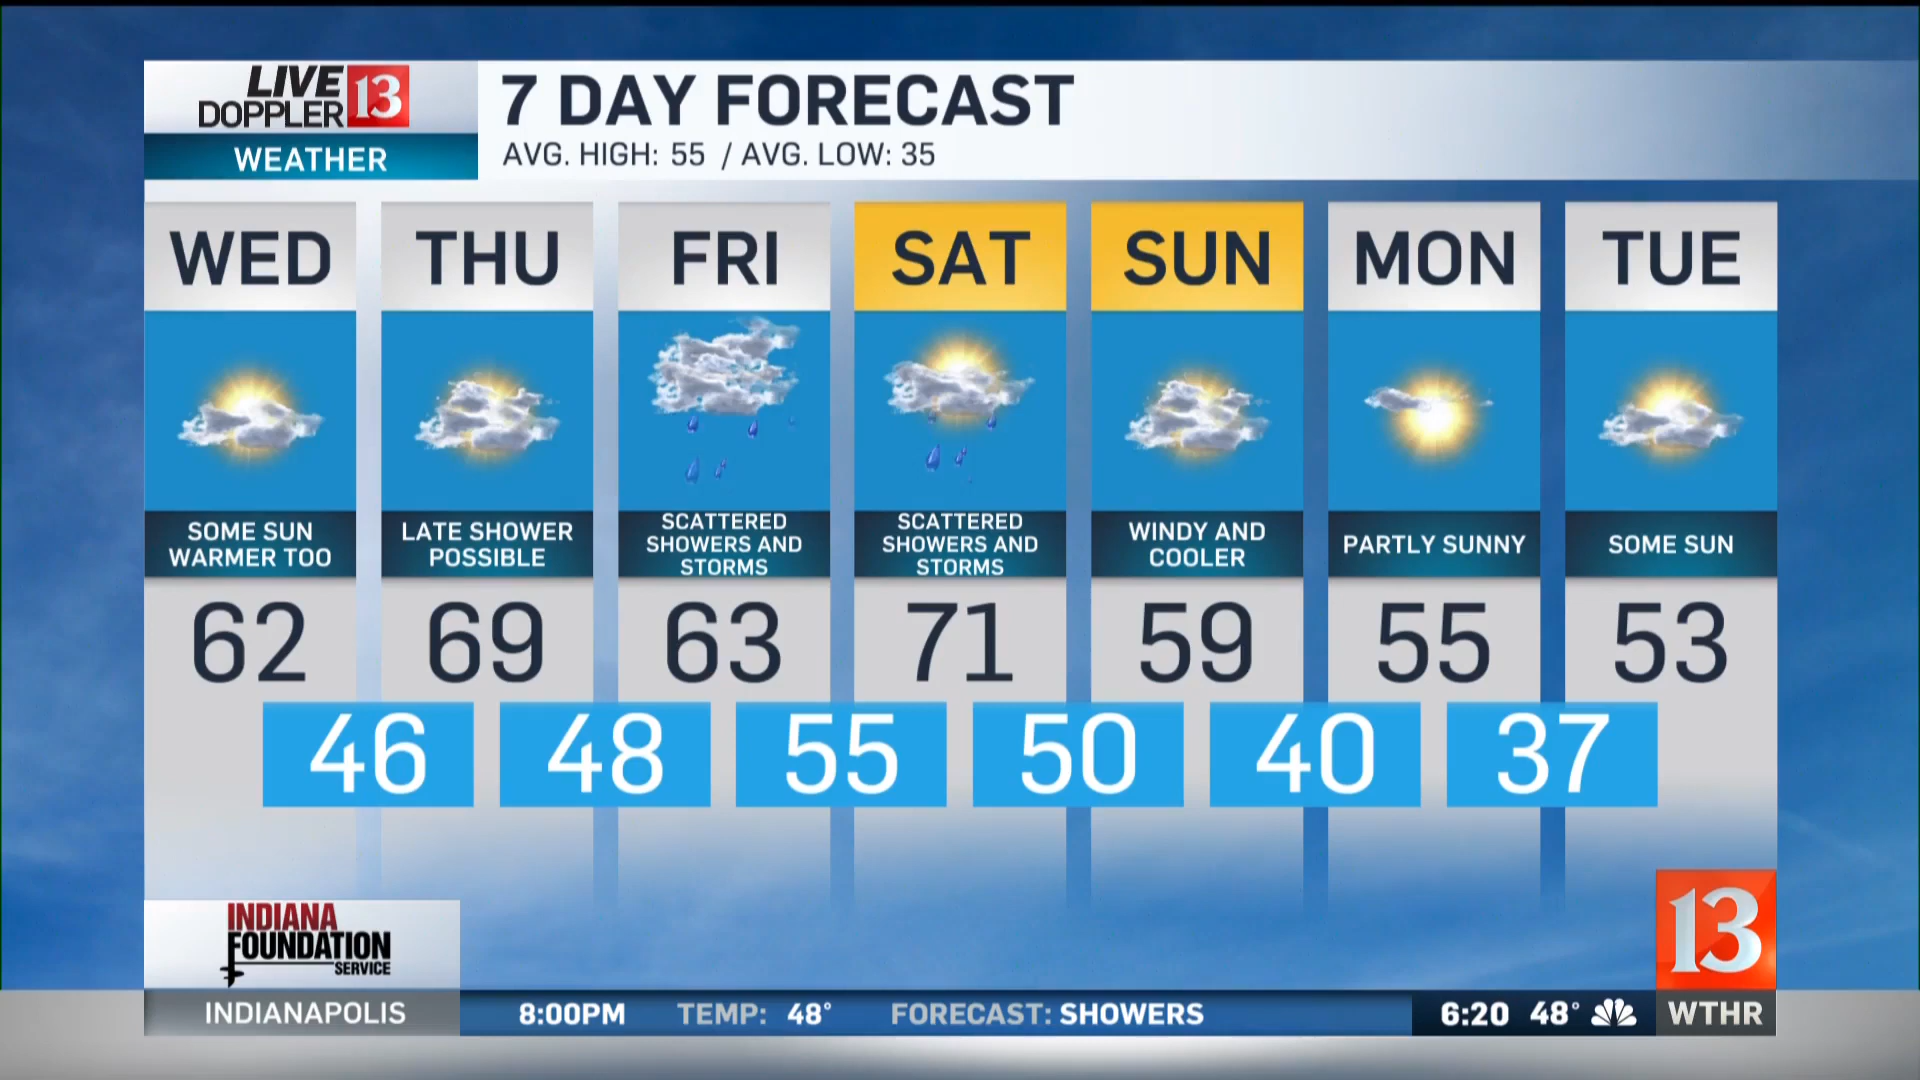 LIVE
DOPPLER 13
WEATHER
7 DAY FORECAST
AVG. HIGH: 55 / AVG. LOW: 35
WED THU FRI SAT SUN MON TUE
SOME SUN
WARMER TOO
LATE SHOWER
POSSIBLE
SCATTERED
SHOWERS AND
STORMS
SCATTERED
SHOWERS AND
STORMS
WINDY AND
COOLER
PARTLY SUNNY
SOME SUN
62 69 63 71 59 55 53
46 48 55 50 40 37
INDIANA
FOUNDATION
SERVICE
13
INDIANAPOLIS 8:00PM TEMP: 48° FORECAST: SHOWERS 6:20 48° WTHR